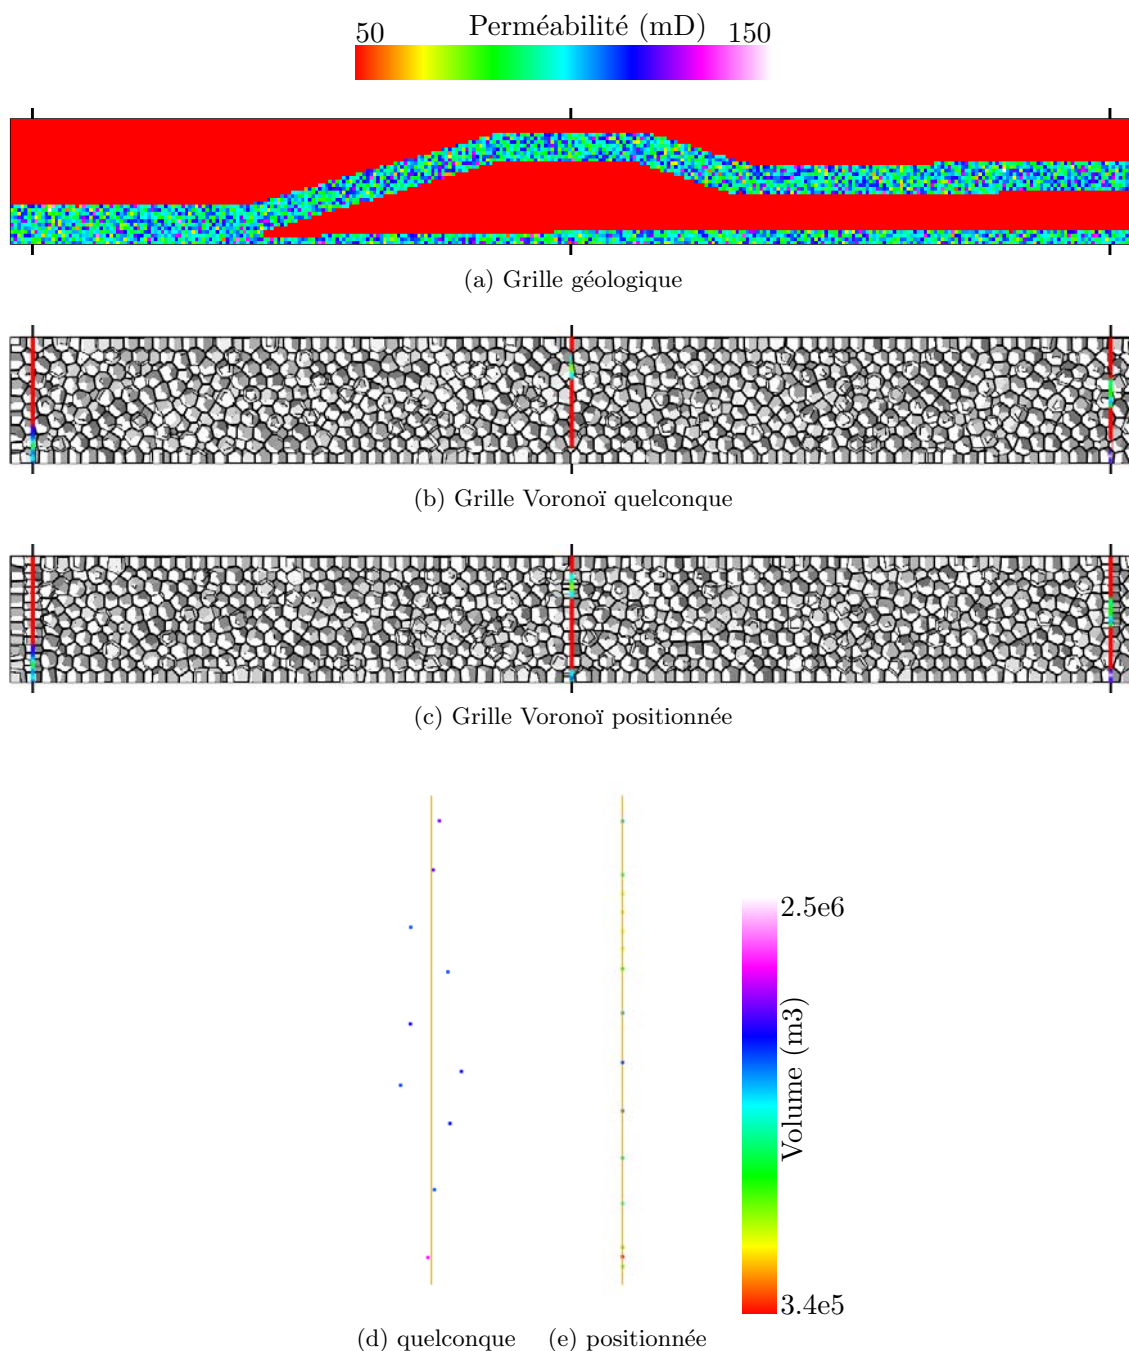 Perméabilité (mD)
50 150
(a) Grille géologique
(b) Grille Voronoï quelconque
(c) Grille Voronoï positionnée
2.5e6
Volume (m3)
3.4e5
(d) quelconque (e) positionnée